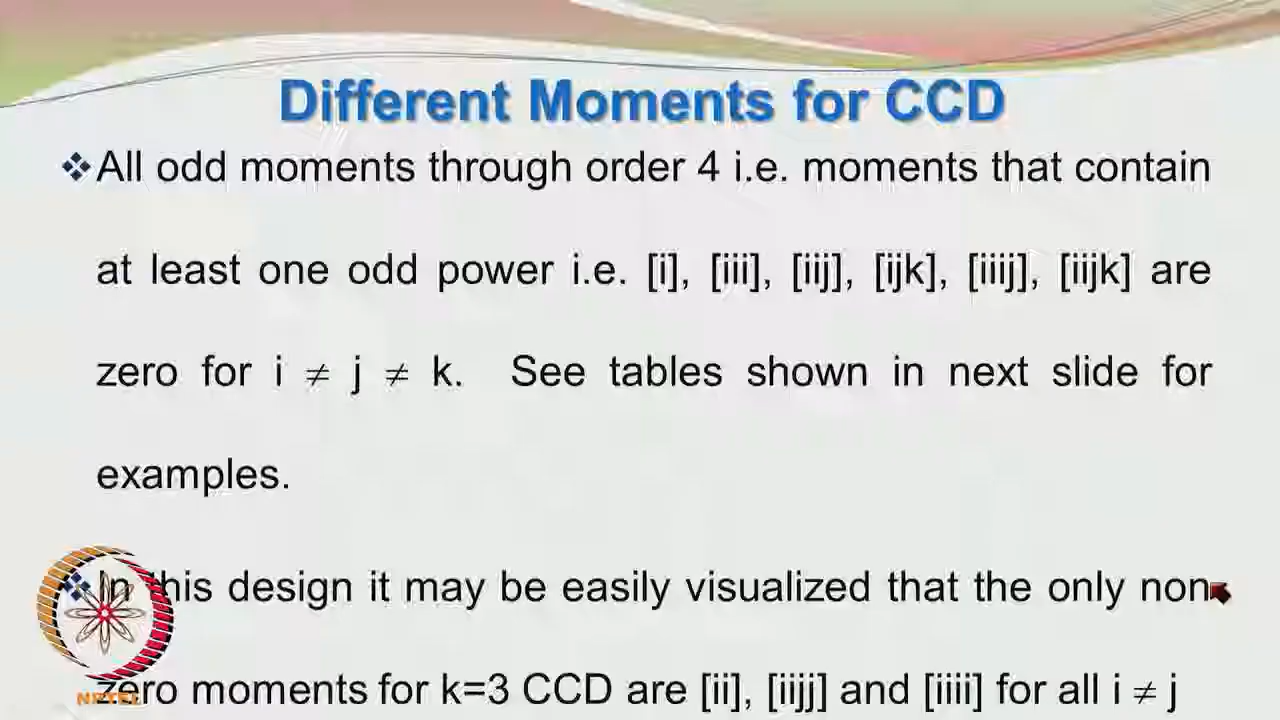 Different Moments for CCD
❖All odd moments through order 4 i.e. moments that contain
at least one odd power i.e. [i], [iii], [iij], [ijk], [iiij], [iijk] are
zero for i ≠ j ≠ k. See tables shown in next slide for
examples.
❖In this design it may be easily visualized that the only non
zero moments for k=3 CCD are [ii], [iijj] and [iiii] for all i ≠ j
NPTEL